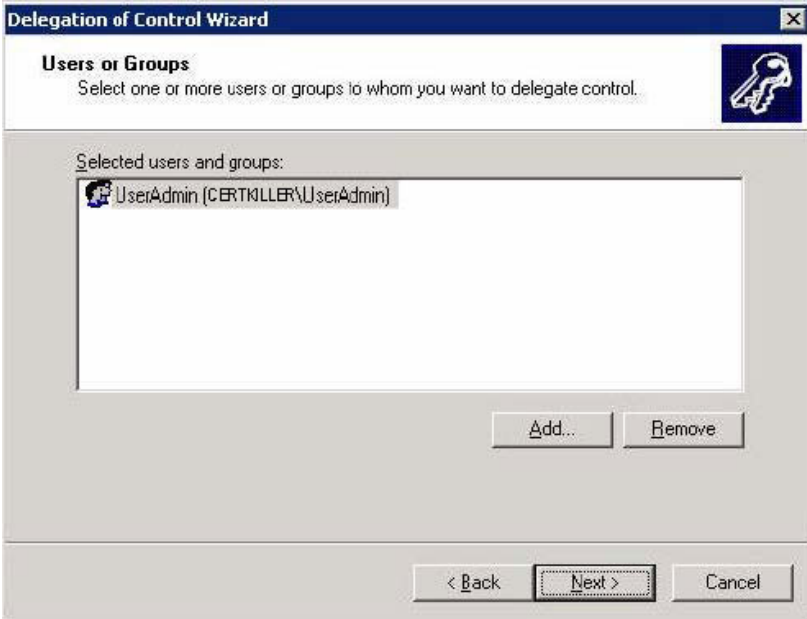 Delegation of Control Wizard
Users or Groups
Select one or more users or groups to whom you want to delegate control.
Selected users and groups:
UserAdmin (CERTKILLER\UserAdmin)
Add... Remove
< Back Next > Cancel